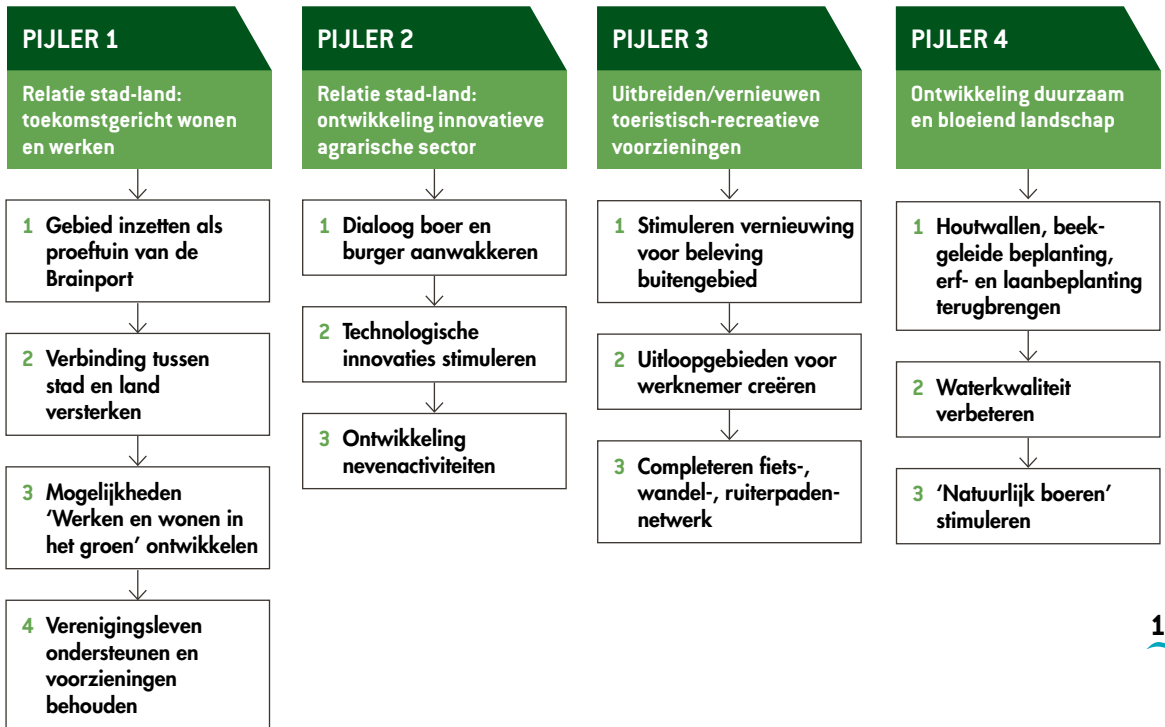 PIJLER 1
Relatie stad-land:
toekomstgericht wonen
en werken
1 Gebied inzetten als
proeftuin van de
Brainport
2 Verbinding tussen
stad en land
versterken
3 Mogelijkheden
‘Werken en wonen in
het groen’ ontwikkelen
4 Verenigingsleven
ondersteunen en
voorzieningen
behouden
PIJLER 2
Relatie stad-land:
ontwikkeling innovatieve
agrarische sector
1 Dialoog boer en
burger aanwakkeren
2 Technologische
innovaties stimuleren
3 Ontwikkeling
nevenactiviteiten
PIJLER 3
Uitbreiden/vernieuwen
toeristisch-recreatieve
voorzieningen
1 Stimuleren vernieuwing
voor beleving
buitengebied
2 Uitloopgebieden voor
werknemer creëren
3 Completeren fiets-,
wandel-, ruiterpaden-
netwerk
PIJLER 4
Ontwikkeling duurzaam
en bloeiend landschap
1 Houtwallen, beek-
geleide beplanting,
erf- en laanbeplanting
terugbrengen
2 Waterkwaliteit
verbeteren
3 ‘Natuurlijk boeren’
stimuleren
1